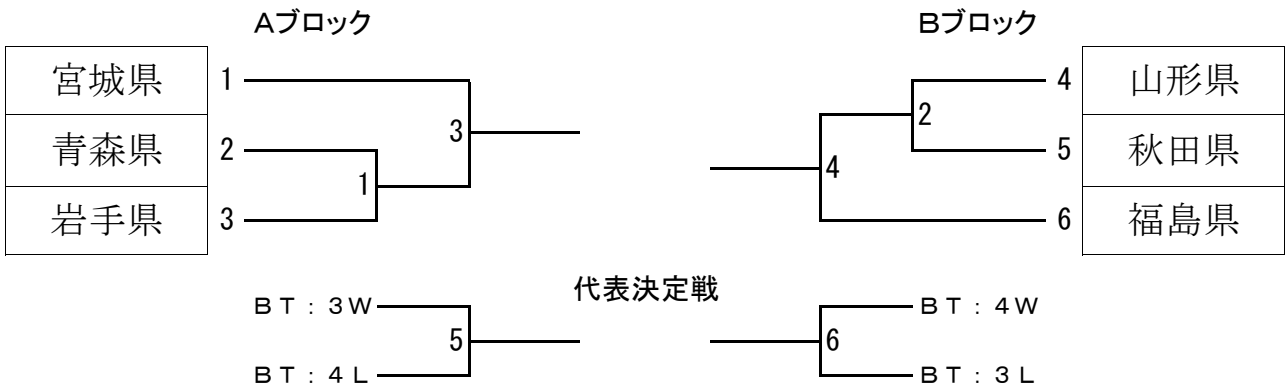 Aブロック
Bブロック
宮城県 1
4 山形県
3
2
青森県 2
5 秋田県
1
4
岩手県 3
6 福島県
代表決定戦
ＢＴ：３Ｗ
ＢＴ：４Ｗ
5
6
ＢＴ：４Ｌ
ＢＴ：３Ｌ